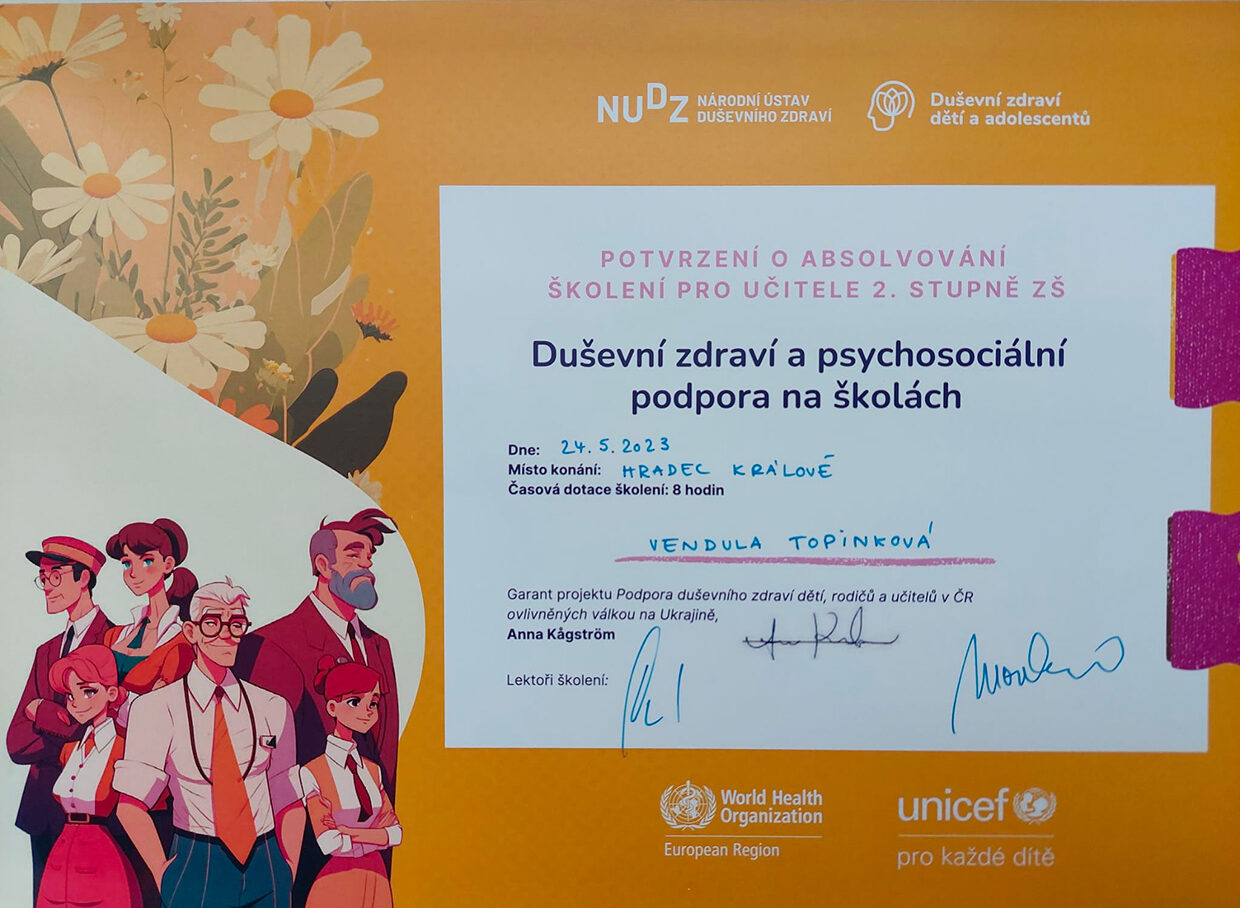 NUDZ NÁRODNÍ ÚSTAV
DUŠEVNÍHO ZDRAVÍ
Duševní zdraví
dětí a adolescentů
POTVRZENÍ O ABSOLVOVÁNÍ
ŠKOLENÍ PRO UČITELE 2. STUPNĚ ZŠ
Duševní zdraví a psychosociální
podpora na školách
Dne: 24. 5. 2023
Místo konání: HRADEC KRÁLOVÉ
Časová dotace školení: 8 hodin
VENDULA TOPINKOVÁ
Garant projektu Podpora duševního zdraví dětí, rodičů a učitelů v ČR
ovlivněných válkou na Ukrajině,
Anna Kågström
Lektoři školení:
World Health
Organization
European Region
unicef
pro každé dítě